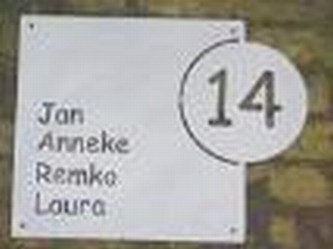 14
Jan
Anneke
Remko
Laura